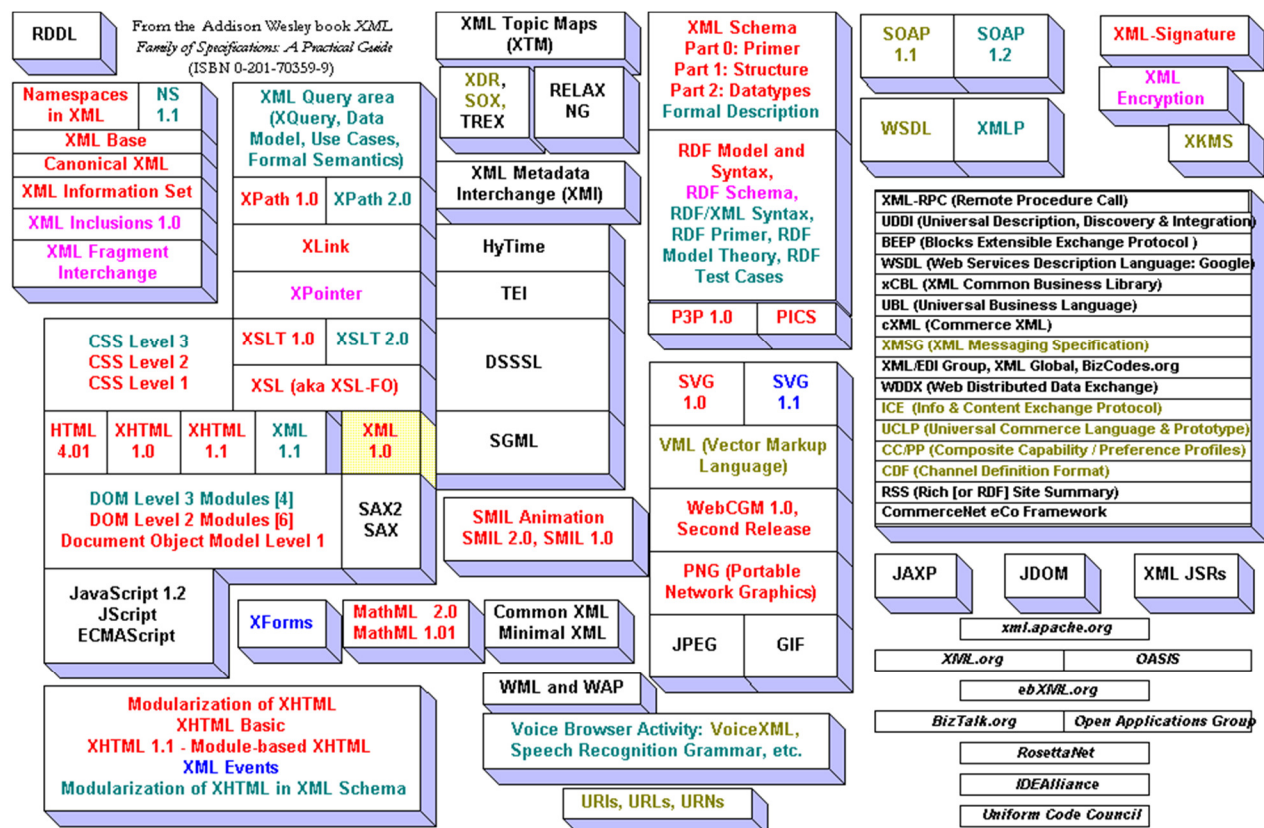 RDDL
From the Addison Wesley book XML
Family of Specifications: A Practical Guide
(ISBN 0-201-70359-9)
Namespaces
in XML
NS
1.1
XML Base
Canonical XML
XML Information Set
XML Inclusions 1.0
XML Fragment
Interchange
XML Query area
(XQuery, Data
Model, Use Cases,
Formal Semantics)
XPath 1.0
XPath 2.0
XLink
XPointer
CSS Level 3
CSS Level 2
CSS Level 1
XSLT 1.0
XSLT 2.0
XSL (aka XSL-FO)
HTML
4.01
XHTML
1.0
XHTML
1.1
XML
1.1
XML
1.0
DOM Level 3 Modules [4]
DOM Level 2 Modules [6]
Document Object Model Level 1
SAX2
SAX
JavaScript 1.2
JScript
ECMAScript
XForms
MathML 2.0
MathML 1.01
Common XML
Minimal XML
Modularization of XHTML
XHTML Basic
XHTML 1.1 - Module-based XHTML
XML Events
Modularization of XHTML in XML Schema
XML Topic Maps
(XTM)
XDR,
SOX,
TREX
RELAX
NG
XML Metadata
Interchange (XMI)
HyTime
TEI
DSSSL
SGML
SMIL Animation
SMIL 2.0, SMIL 1.0
WML and WAP
Voice Browser Activity: VoiceXML,
Speech Recognition Grammar, etc.
URIs, URLs, URNs
XML Schema
Part 0: Primer
Part 1: Structure
Part 2: Datatypes
Formal Description
RDF Model and
Syntax,
RDF Schema,
RDF/XML Syntax,
RDF Primer, RDF
Model Theory, RDF
Test Cases
P3P 1.0
PICS
SVG
1.0
SVG
1.1
VML (Vector Markup
Language)
WebCGM 1.0,
Second Release
PNG (Portable
Network Graphics)
JPEG
GIF
SOAP
1.1
SOAP
1.2
WSDL
XMLP
XML-Signature
XML
Encryption
XKMS
XML-RPC (Remote Procedure Call)
UDDI (Universal Description, Discovery & Integration)
BEEP (Blocks Extensible Exchange Protocol )
WSDL (Web Services Description Language: Google)
xCBL (XML Common Business Library)
UBL (Universal Business Language)
cXML (Commerce XML)
XMSG (XML Messaging Specification)
XML/EDI Group, XML Global, BizCodes.org
WDDX (Web Distributed Data Exchange)
ICE (Info & Content Exchange Protocol)
UCLP (Universal Commerce Language & Prototype)
CC/PP (Composite Capability / Preference Profiles)
CDF (Channel Definition Format)
RSS (Rich [or RDF] Site Summary)
CommerceNet eCo Framework
JAXP
JDOM
XML JSRs
xml.apache.org
XML.org
OASIS
ebXML.org
BizTalk.org
Open Applications Group
RosettaNet
IDEAlliance
Uniform Code Council